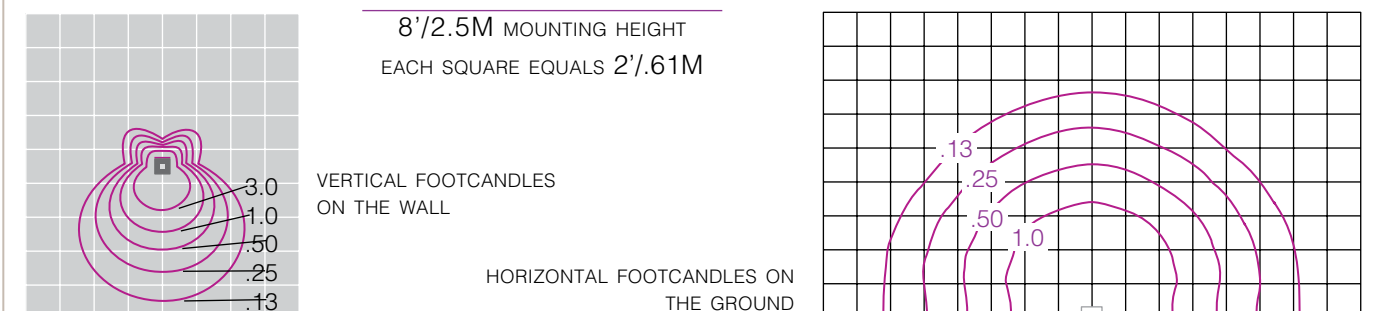 8'/2.5M MOUNTING HEIGHT
EACH SQUARE EQUALS 2'/.61M
3.0
1.0
.50
.25
.13
VERTICAL FOOTCANDLES
ON THE WALL
HORIZONTAL FOOTCANDLES ON
THE GROUND
.13
.25
.50
1.0